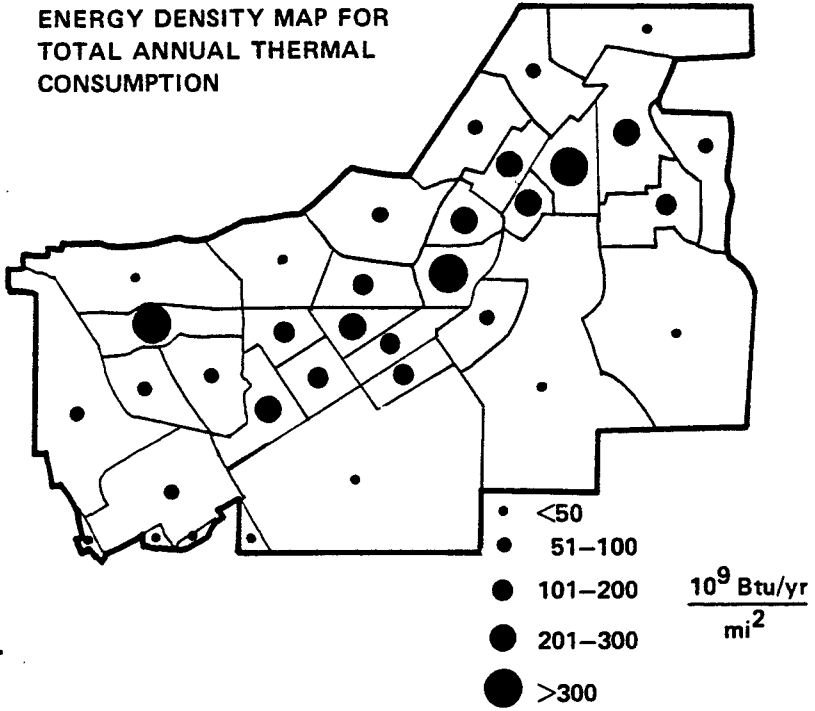 ENERGY DENSITY MAP FOR
TOTAL ANNUAL THERMAL
CONSUMPTION
<50
51–100
101–200
201–300
>300
10⁹ Btu/yr
mi²